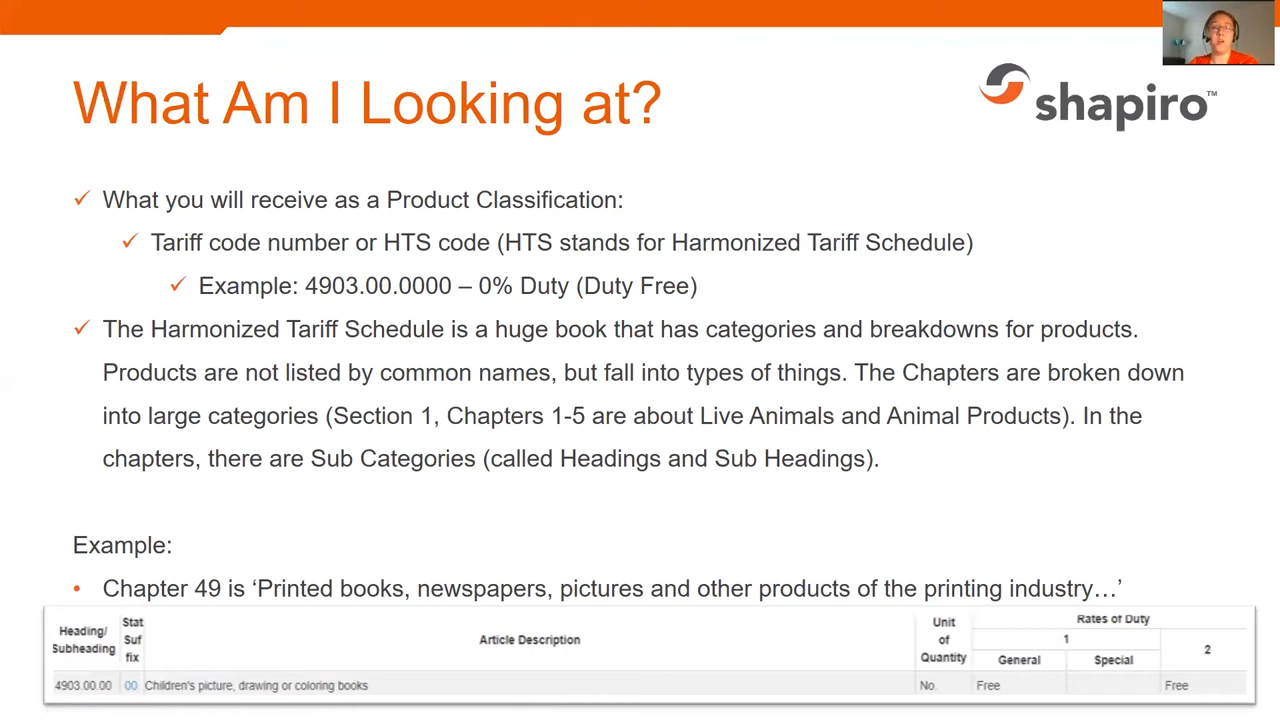 What Am I Looking at?
shapiro™
What you will receive as a Product Classification:
Tariff code number or HTS code (HTS stands for Harmonized Tariff Schedule)
Example: 4903.00.0000 – 0% Duty (Duty Free)
The Harmonized Tariff Schedule is a huge book that has categories and breakdowns for products.
Products are not listed by common names, but fall into types of things. The Chapters are broken down
into large categories (Section 1, Chapters 1-5 are about Live Animals and Animal Products). In the
chapters, there are Sub Categories (called Headings and Sub Headings).
Example:
• Chapter 49 is ‘Printed books, newspapers, pictures and other products of the printing industry…’
Heading/
Subheading
Stat
Suf
fix
Article Description
Unit
of
Quantity
Rates of Duty
1
General
Special
2
4903.00.00 00 Children's picture, drawing or coloring books No. Free Free